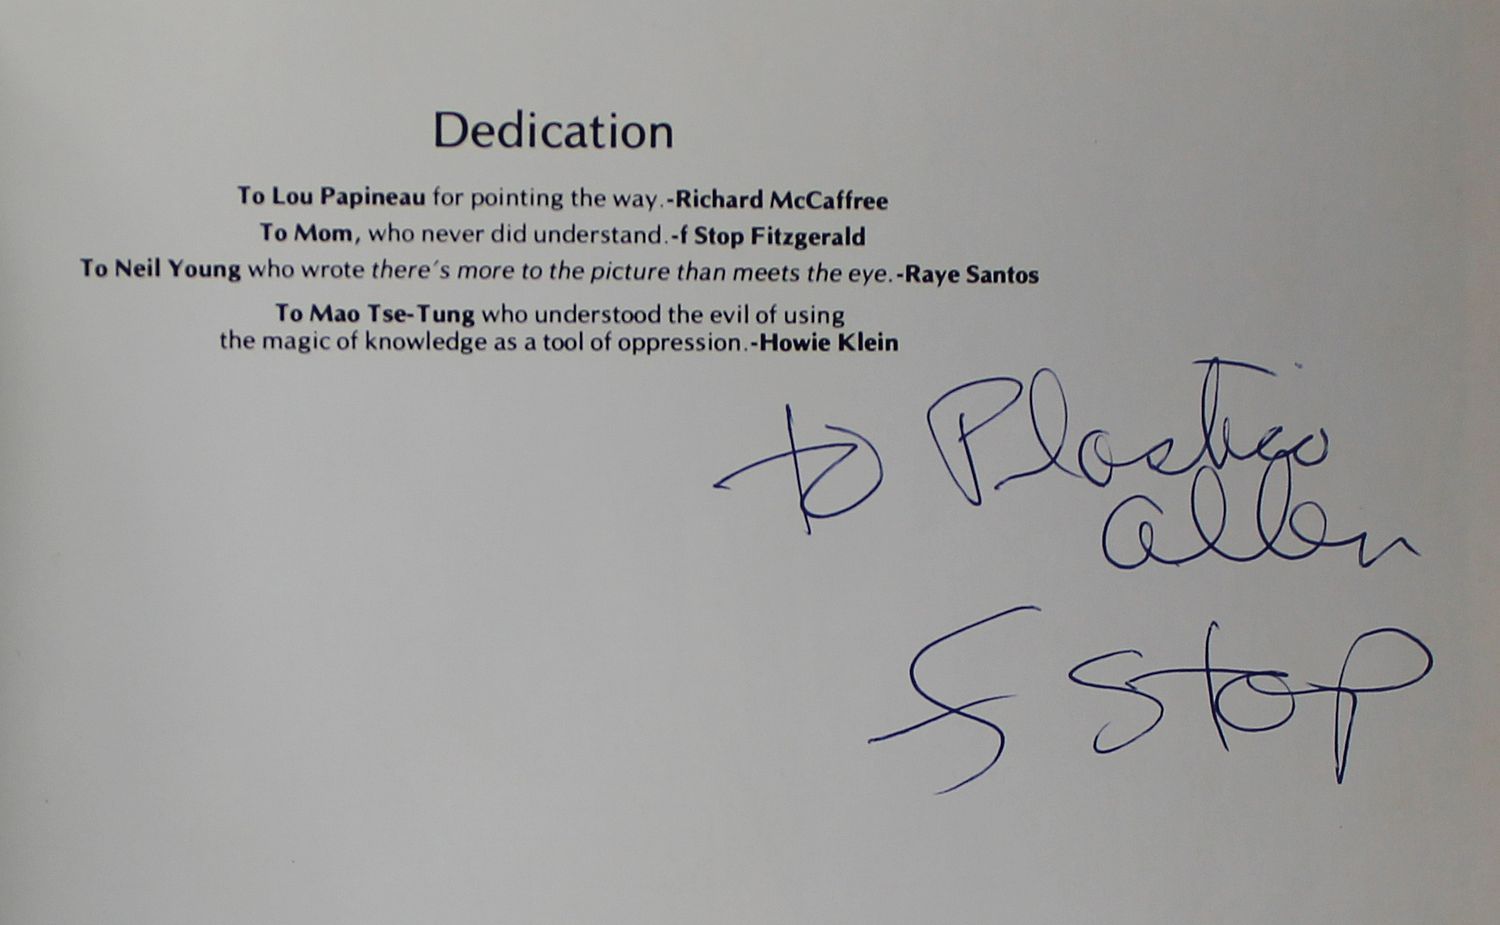 Dedication
To Lou Papineau for pointing the way.-Richard McCaffree
To Mom, who never did understand.-f Stop Fitzgerald
To Neil Young who wrote there's more to the picture than meets the eye.-Raye Santos
To Mao Tse-Tung who understood the evil of using
the magic of knowledge as a tool of oppression.-Howie Klein
to Plastico
allen
f Stop